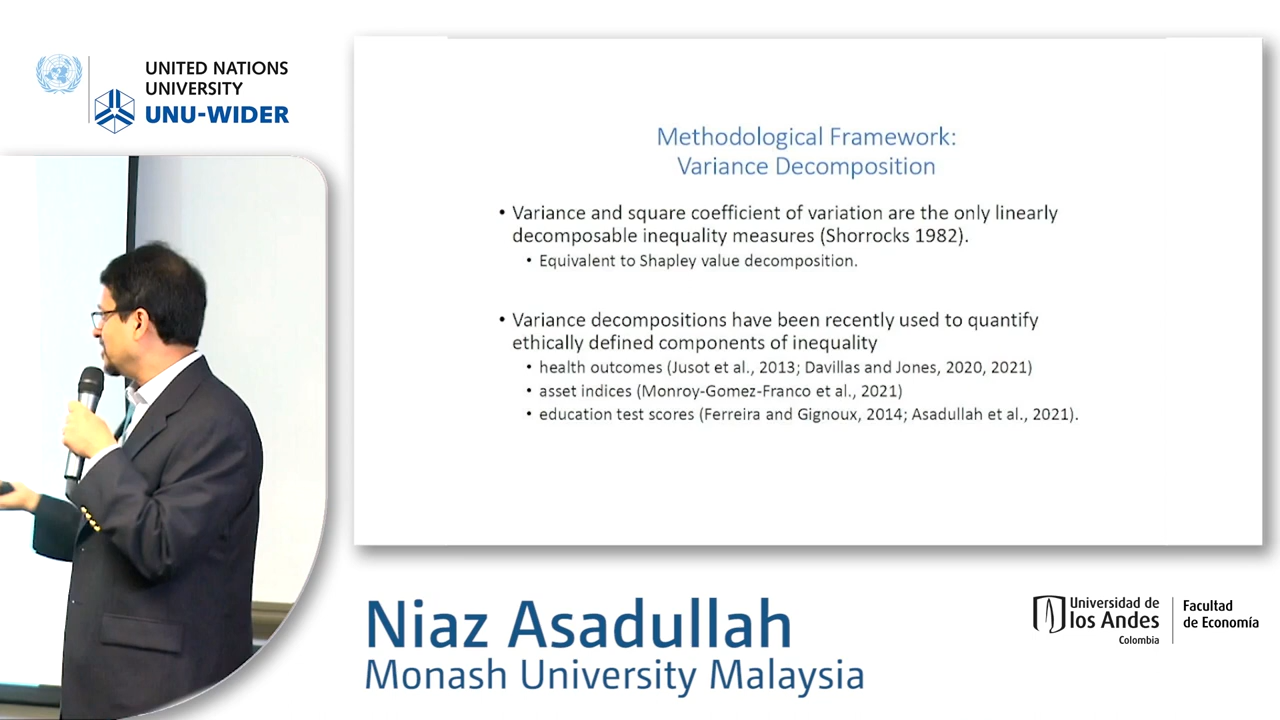 UNITED NATIONS
UNIVERSITY
UNU-WIDER
Methodological Framework:
Variance Decomposition
• Variance and square coefficient of variation are the only linearly
decomposable inequality measures (Shorrocks 1982).
• Equivalent to Shapley value decomposition.
• Variance decompositions have been recently used to quantify
ethically defined components of inequality
• health outcomes (Jusot et al., 2013; Davillas and Jones, 2020, 2021)
• asset indices (Monroy-Gomez-Franco et al., 2021)
• education test scores (Ferreira and Gignoux, 2014; Asadullah et al., 2021).
Niaz Asadullah
Monash University Malaysia
Universidad de
los Andes
Colombia
Facultad
de Economía